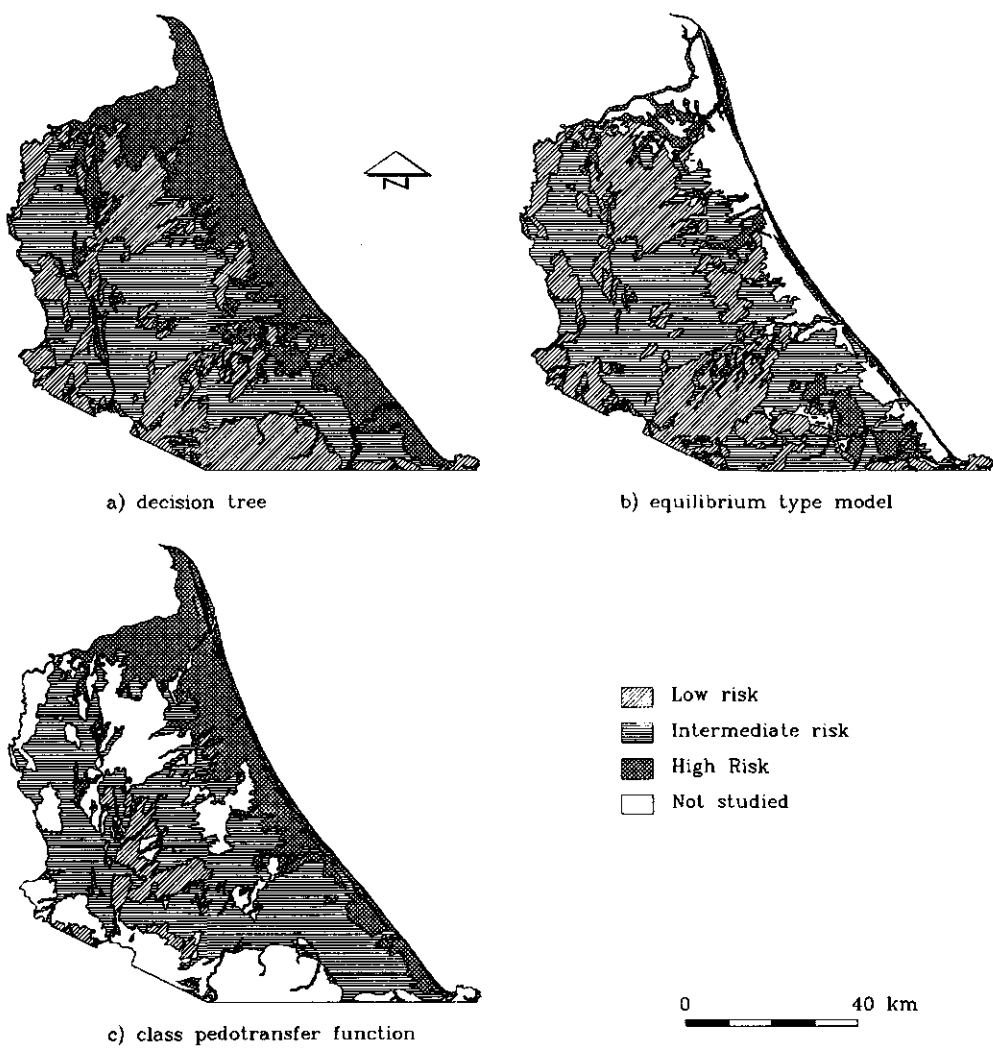 N
a) decision tree
b) equilibrium type model
c) class pedotransfer function
Low risk
Intermediate risk
High Risk
Not studied
0 40 km